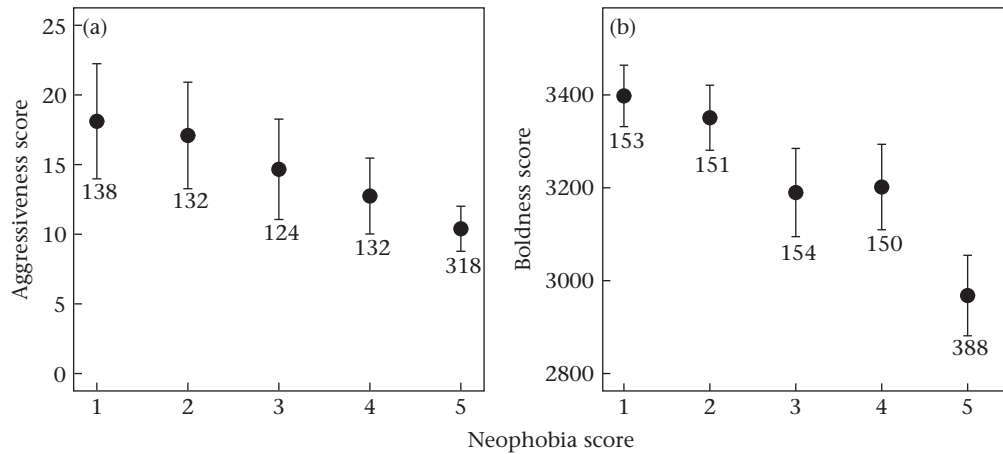 (a)
Aggressiveness score
25
20
15
10
5
0
138
132
124
132
318
1 2 3 4 5
(b)
Boldness score
3400
3200
3000
2800
153
151
154
150
388
1 2 3 4 5
Neophobia score